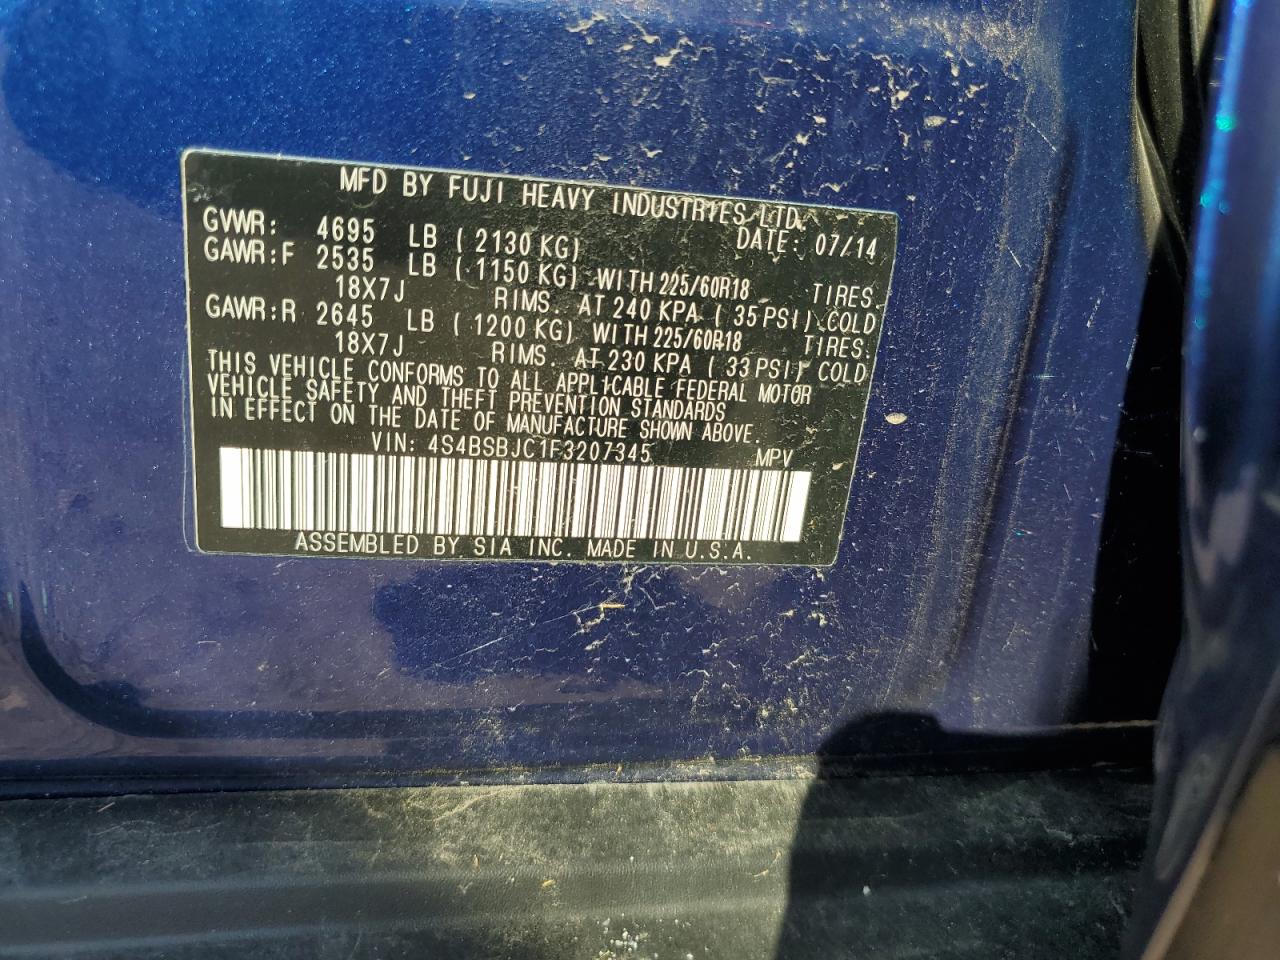 MFD BY FUJI HEAVY INDUSTRIES LTD.
DATE: 07/14
GVWR: 4695 LB ( 2130 KG)
GAWR:F 2535 LB ( 1150 KG) WITH 225/60R18 TIRES.
18X7J RIMS. AT 240 KPA ( 35 PSI) COLD
GAWR:R 2645 LB ( 1200 KG) WITH 225/60R18 TIRES.
18X7J RIMS. AT 230 KPA ( 33 PSI) COLD
THIS VEHICLE CONFORMS TO ALL APPLICABLE FEDERAL MOTOR
VEHICLE SAFETY AND THEFT PREVENTION STANDARDS
IN EFFECT ON THE DATE OF MANUFACTURE SHOWN ABOVE.
VIN: 4S4BSBJC1F3207345 MPV
ASSEMBLED BY SIA INC. MADE IN U.S.A.